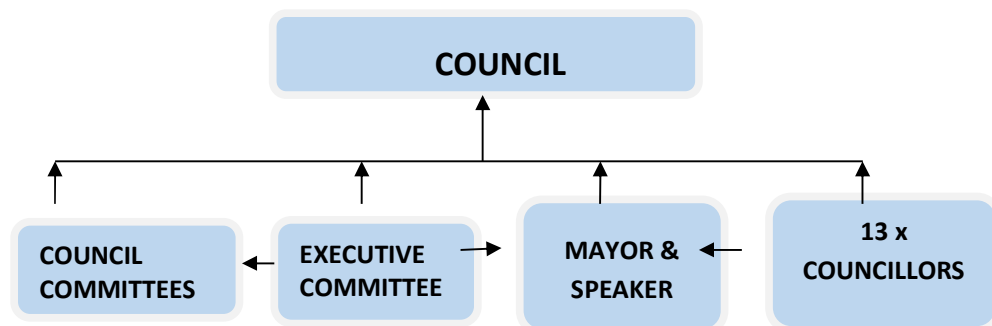 COUNCIL
COUNCIL
COMMITTEES
EXECUTIVE
COMMITTEE
MAYOR &
SPEAKER
13 x
COUNCILLORS